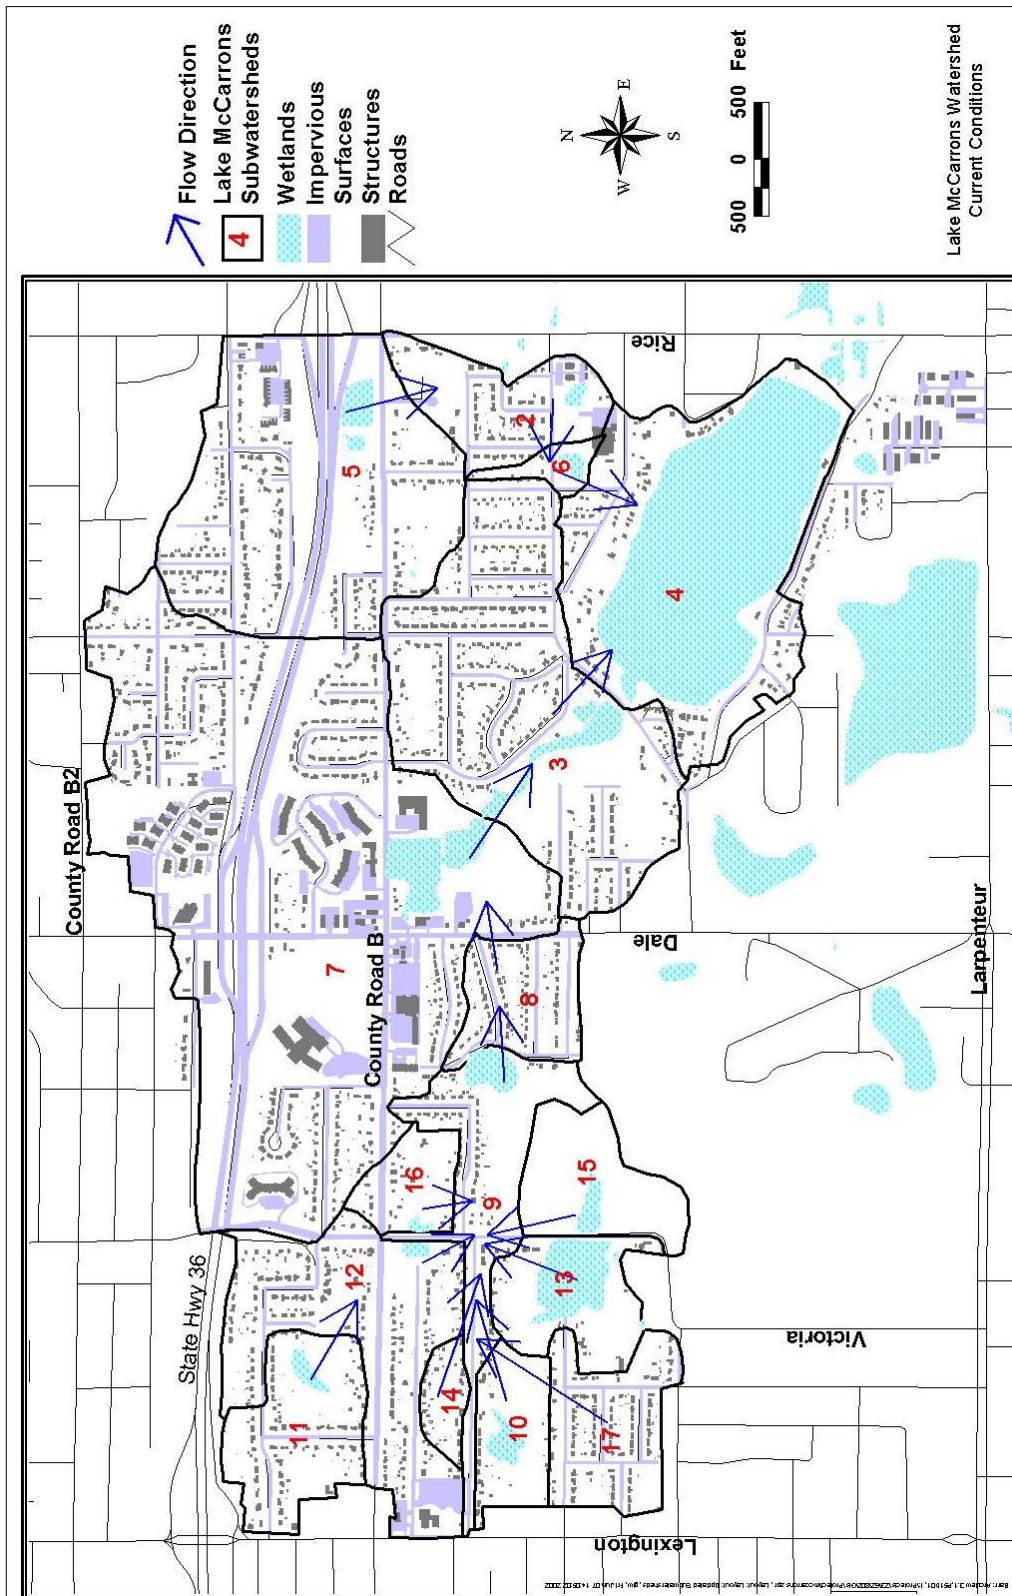 Flow Direction
4
Lake McCarrons
Subwatersheds
Wetlands
Impervious
Surfaces
Structures
Roads
N
W
E
S
500
0
500 Feet
Lake McCarrons Watershed
Current Conditions
County Road B2
State Hwy 36
County Road B
Larpenteur
Lexington
Victoria
Dale
Rice
11
12
14
10
17
13
16
9
15
7
8
3
5
2
6
4